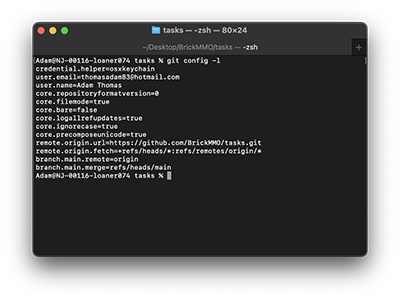 tasks — -zsh — 80×24
~/Desktop/BrickMMO/tasks — -zsh
+
[Adam@NJ-00116-loaner074 tasks % git config -l ]
credential.helper=osxkeychain
user.email=thomasadam83@hotmail.com
user.name=Adam Thomas
core.repositoryformatversion=0
core.filemode=true
core.bare=false
core.logallrefupdates=true
core.ignorecase=true
core.precomposeunicode=true
remote.origin.url=https://github.com/BrickMMO/tasks.git
remote.origin.fetch=+refs/heads/*:refs/remotes/origin/*
branch.main.remote=origin
branch.main.merge=refs/heads/main
Adam@NJ-00116-loaner074 tasks %